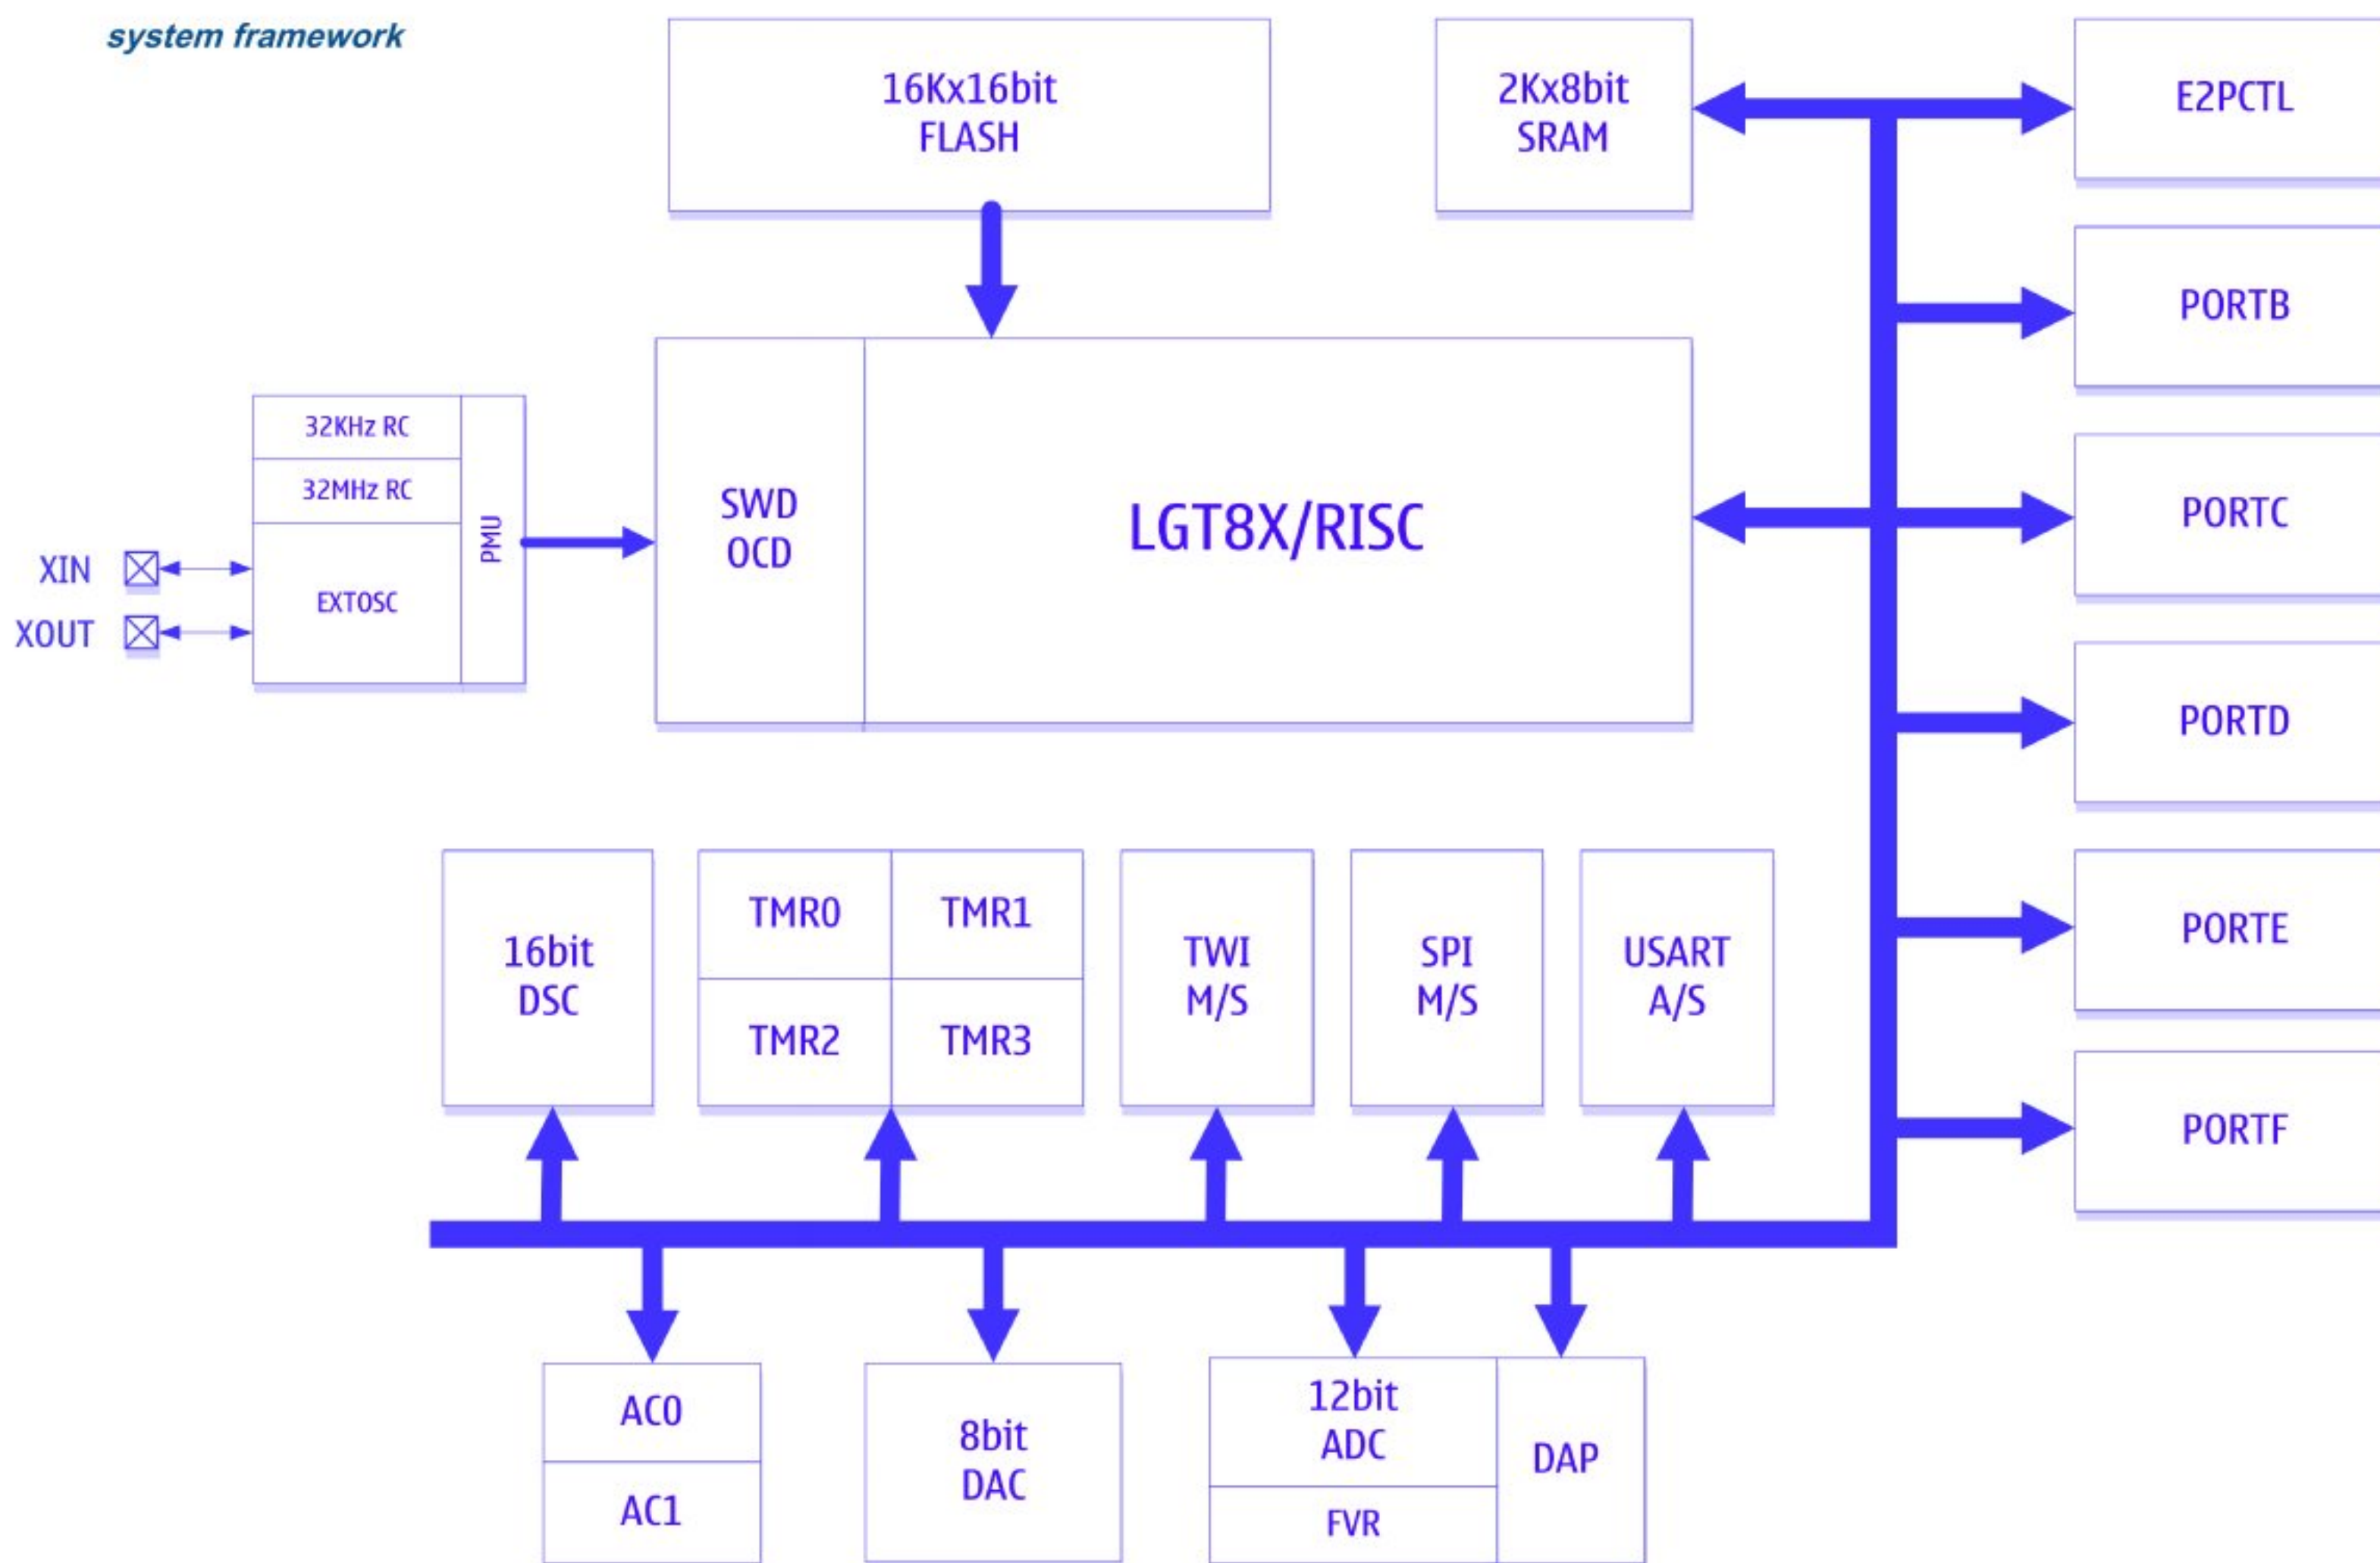 system framework
16Kx16bit
FLASH
2Kx8bit
SRAM
E2PCTL
PORTB
32KHz RC
32MHz RC
EXTOSC
PMU
XIN
XOUT
SWD
OCD
LGT8X/RISC
PORTC
PORTD
16bit
DSC
TMR0
TMR1
TMR2
TMR3
TWI
M/S
SPI
M/S
USART
A/S
PORTE
PORTF
AC0
AC1
8bit
DAC
12bit
ADC
FVR
DAP